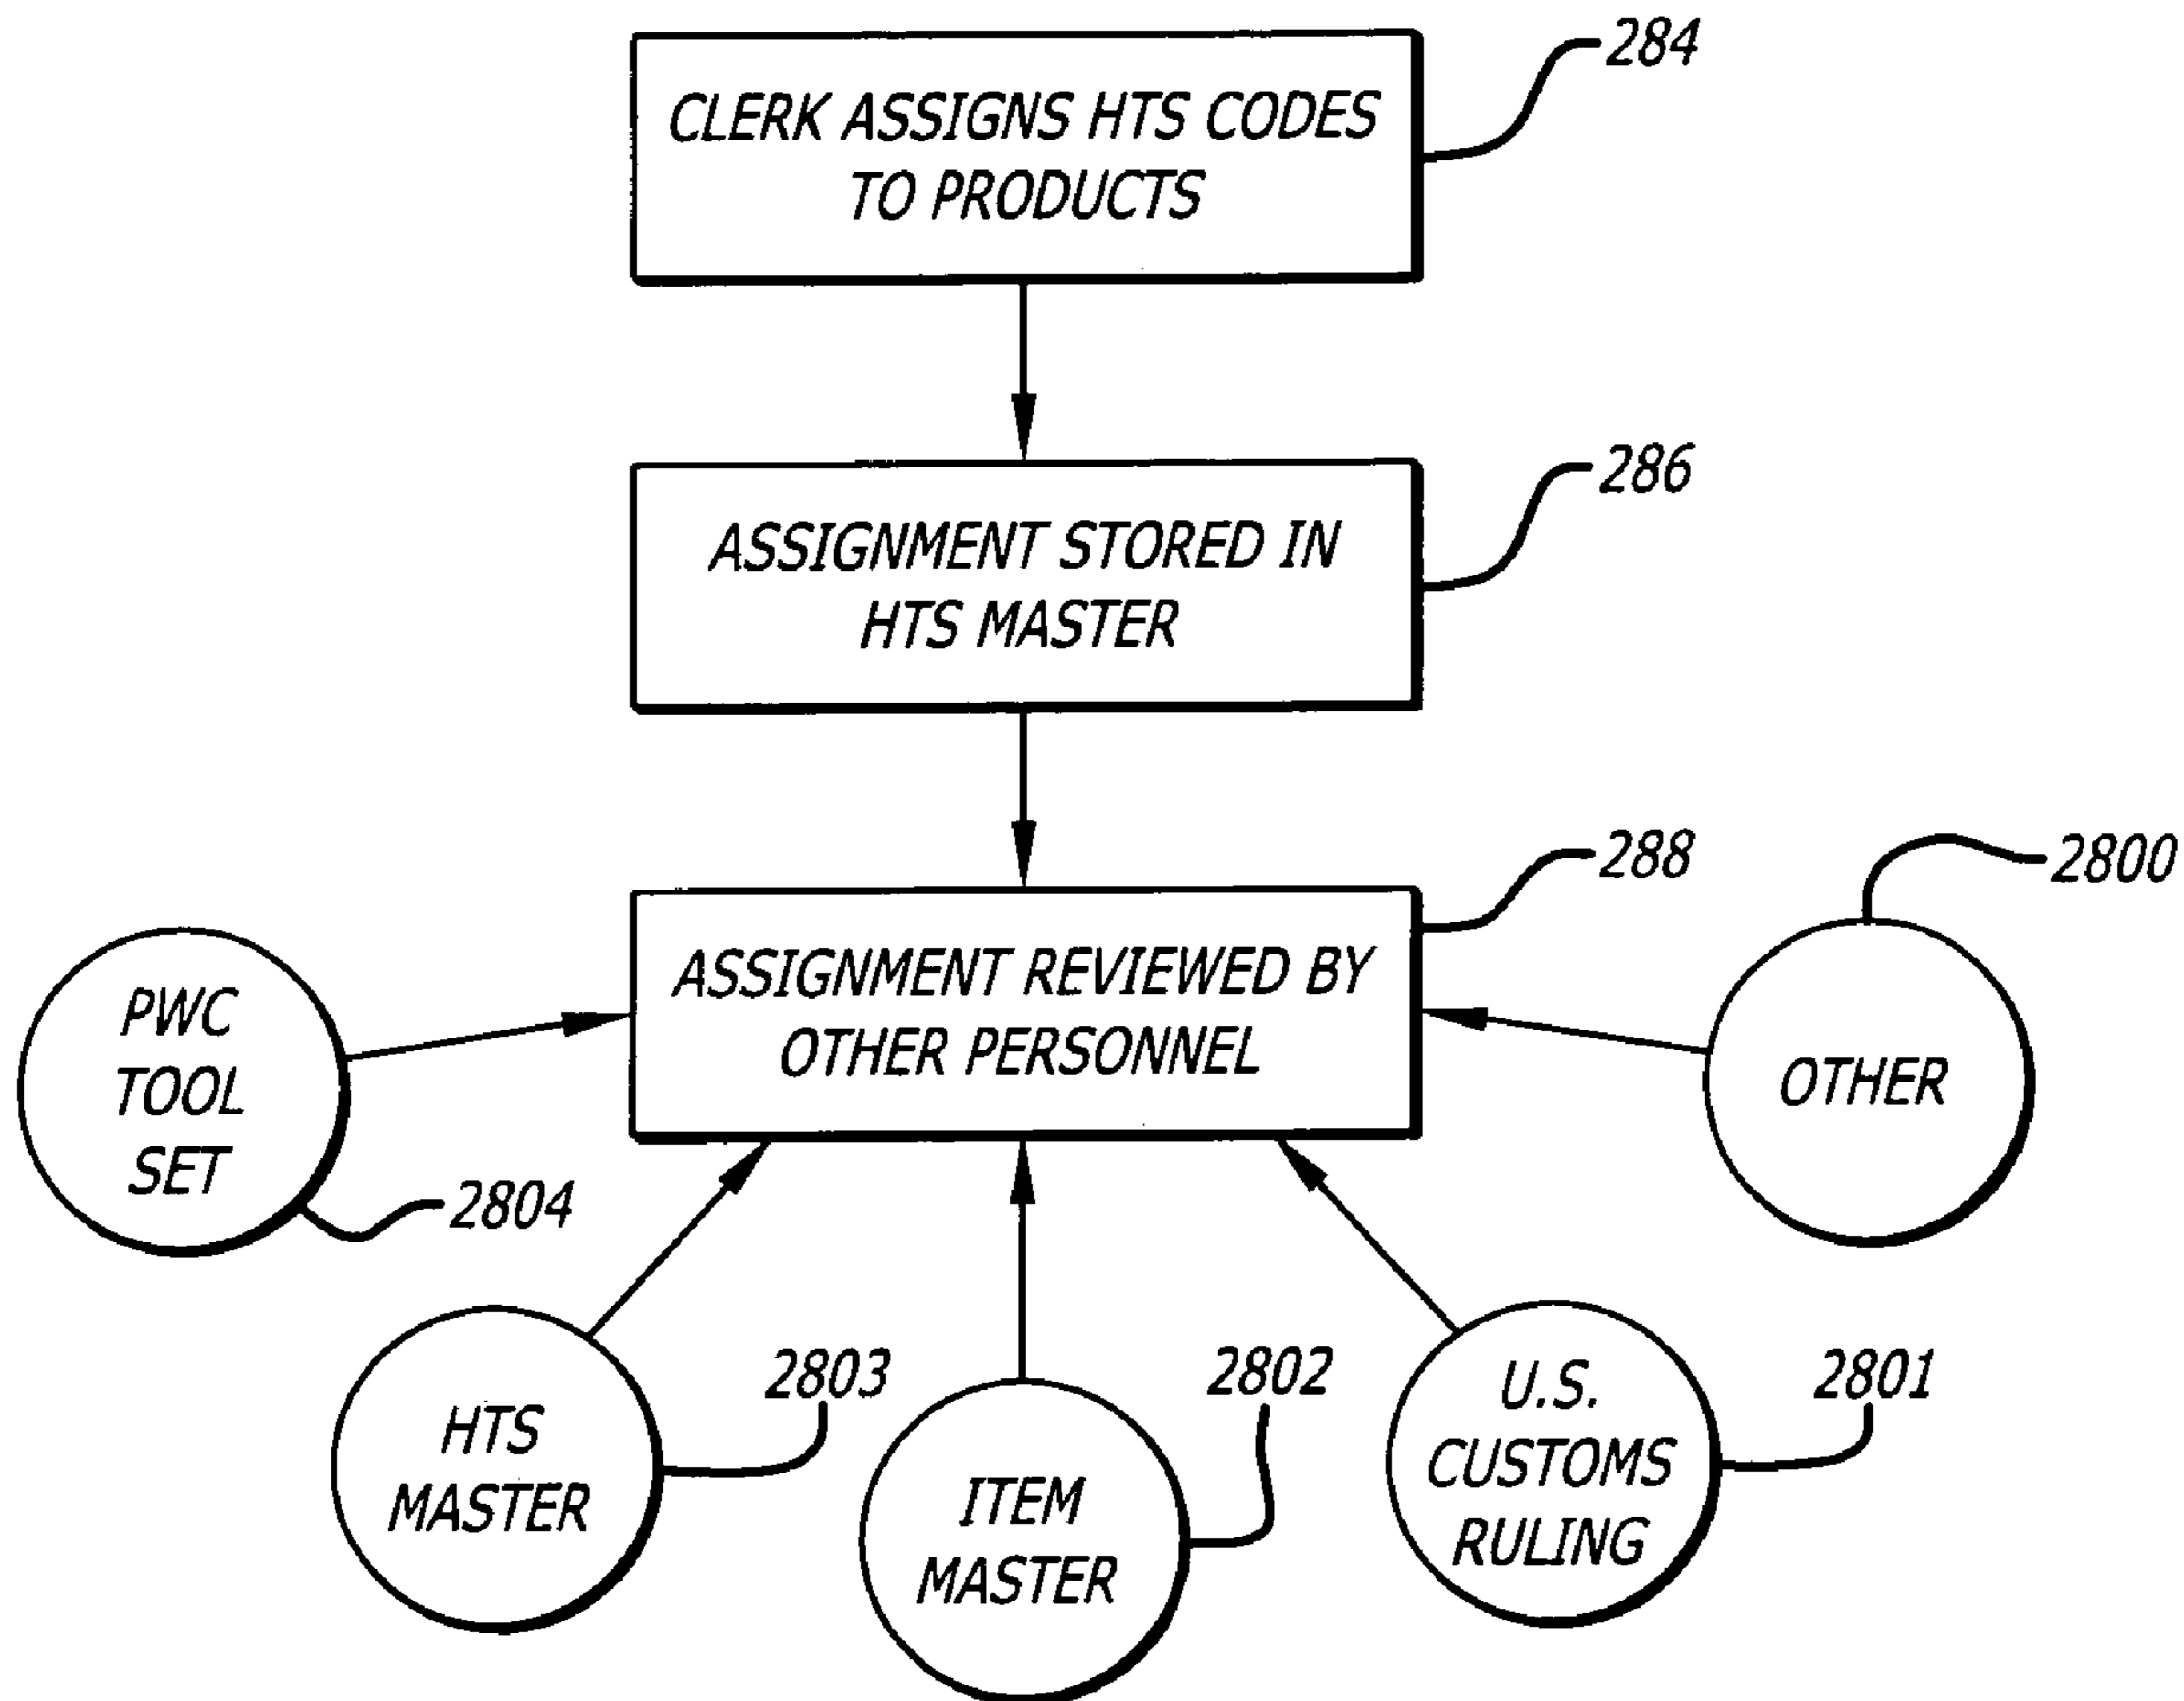 284
CLERK ASSIGNS HTS CODES
TO PRODUCTS
286
ASSIGNMENT STORED IN
HTS MASTER
288
2800
ASSIGNMENT REVIEWED BY
OTHER PERSONNEL
PWC
TOOL
SET
2804
OTHER
HTS
MASTER
2803
ITEM
MASTER
2802
U.S.
CUSTOMS
RULING
2801